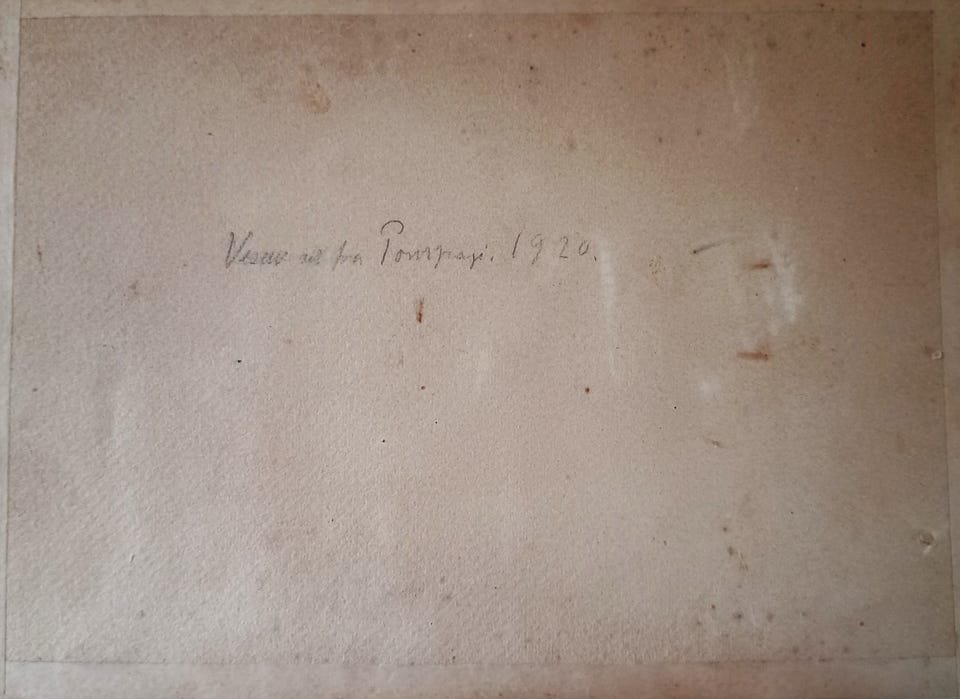 Vesuv set fra Pompeji. 1920.